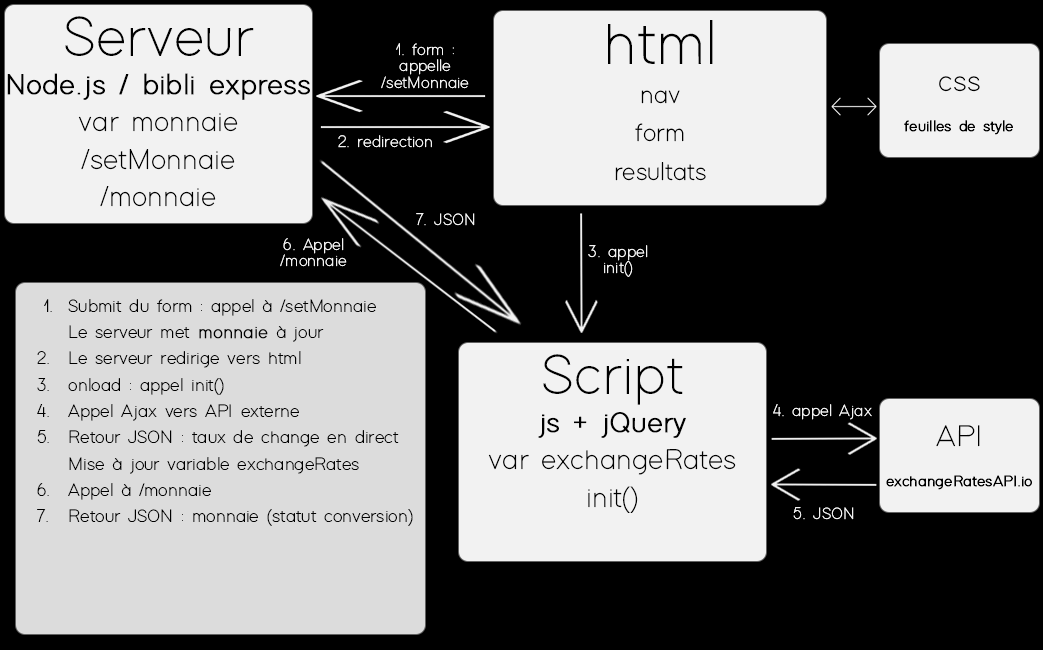 Serveur
Node.js / bibli express
var monnaie
/setMonnaie
/monnaie
1. form :
appelle
/setMonnaie
2. redirection
html
nav
form
resultats
css
feuilles de style
7. JSON
6. Appel
/monnaie
3. appel
init()
1. Submit du form : appel à /setMonnaie
Le serveur met monnaie à jour
2. Le serveur redirige vers html
3. onload : appel init()
4. Appel Ajax vers API externe
5. Retour JSON : taux de change en direct
Mise à jour variable exchangeRates
6. Appel à /monnaie
7. Retour JSON : monnaie (statut conversion)
Script
js + jQuery
var exchangeRates
init()
4. appel Ajax
5. JSON
API
exchangeRatesAPI.io